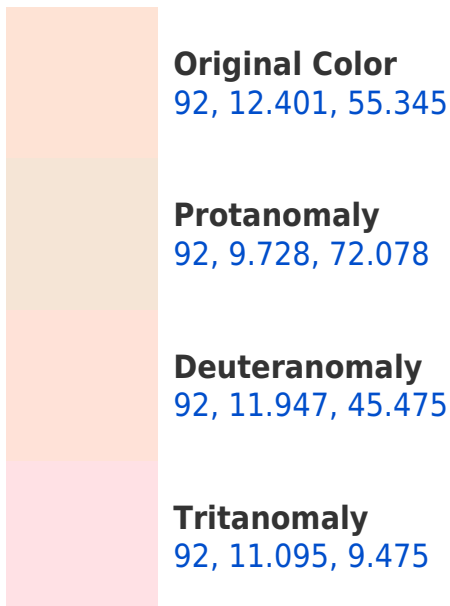 Original Color
92, 12.401, 55.345
Protanomaly
92, 9.728, 72.078
Deuteranomaly
92, 11.947, 45.475
Tritanomaly
92, 11.095, 9.475